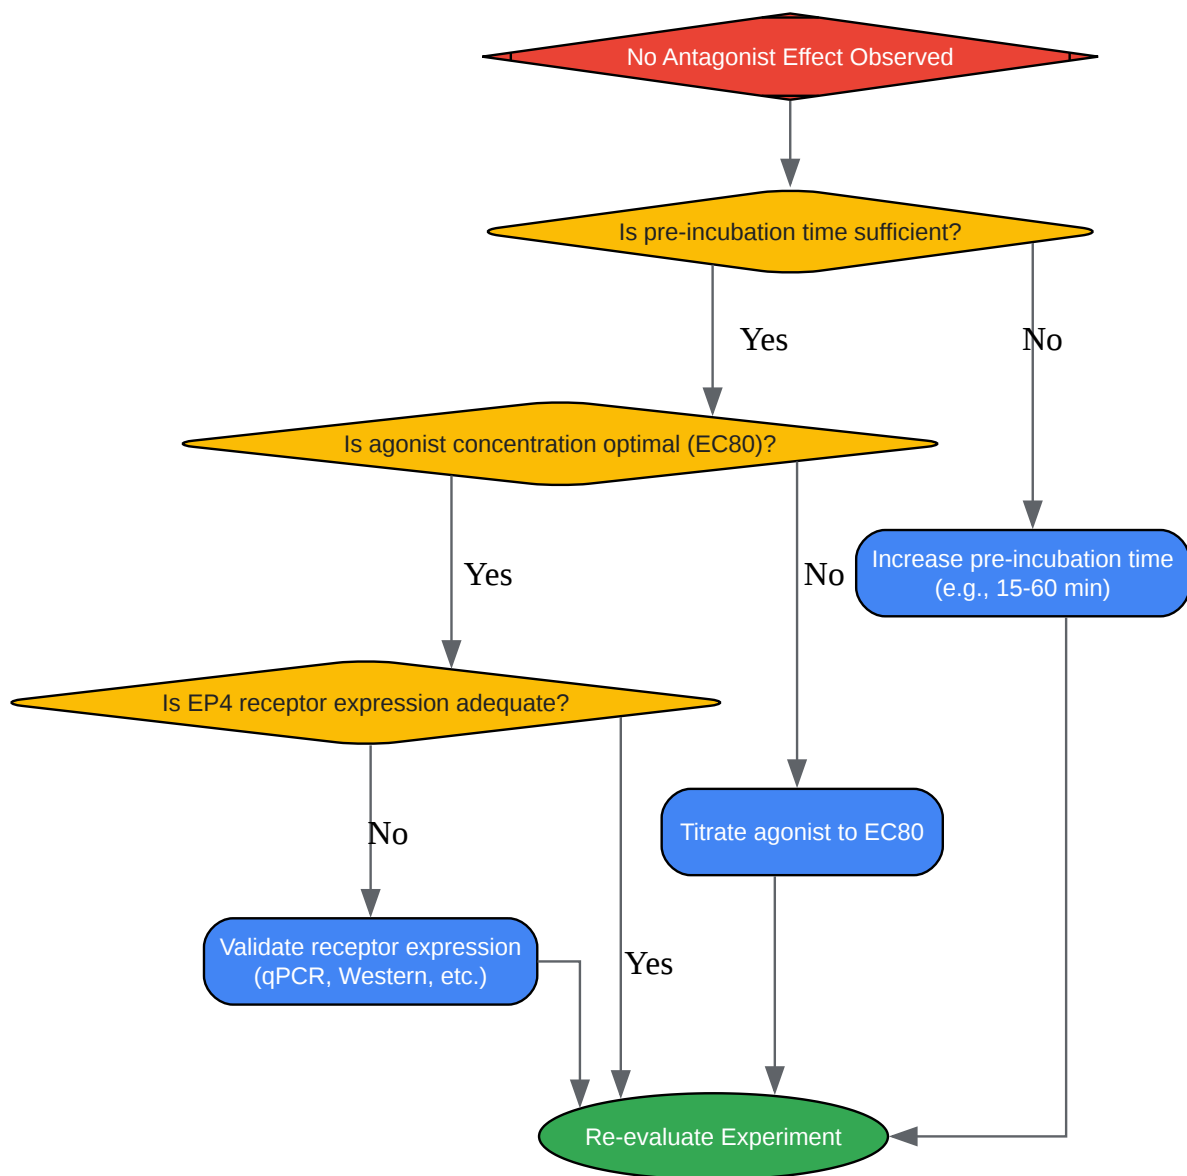 No Antagonist Effect Observed
Is pre-incubation time sufficient?
Yes
No
Is agonist concentration optimal (EC80)?
Yes
No
Increase pre-incubation time
(e.g., 15-60 min)
Is EP4 receptor expression adequate?
No
Titrate agonist to EC80
Validate receptor expression
(qPCR, Western, etc.)
Yes
Re-evaluate Experiment